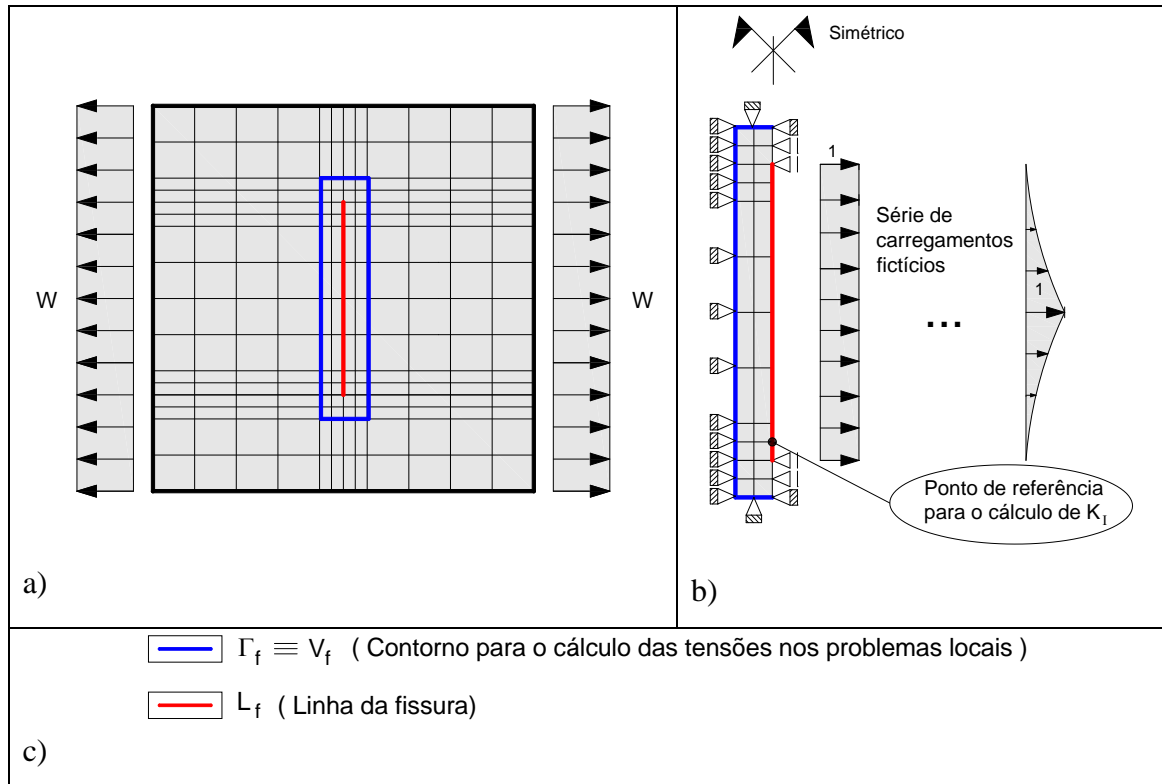 W
W
a)
Simétrico
1
Série de
carregamentos
fictícios
...
1
Ponto de referência
para o cálculo de K_I
b)
Γ_f ≡ V_f ( Contorno para o cálculo das tensões nos problemas locais )
L_f ( Linha da fissura)
c)